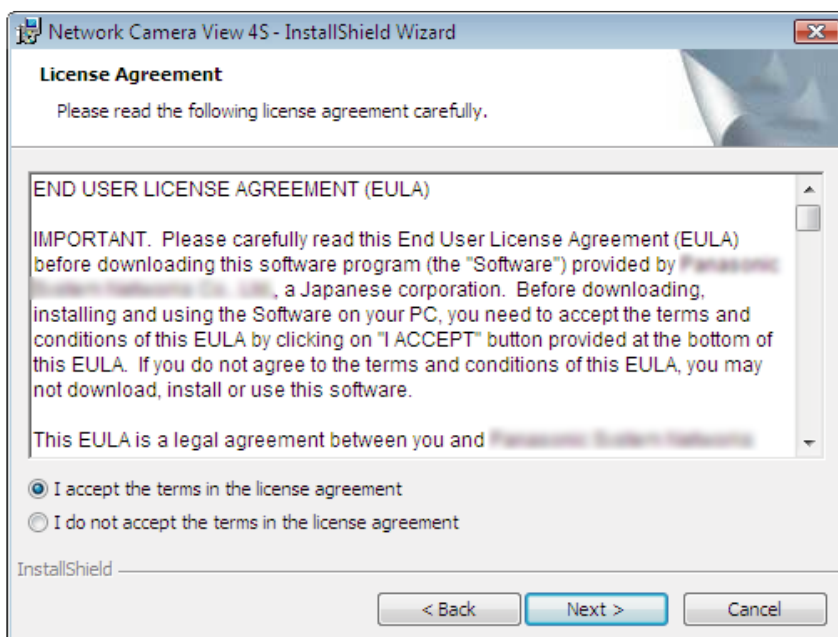 Network Camera View 4S - InstallShield Wizard
License Agreement
Please read the following license agreement carefully.
END USER LICENSE AGREEMENT (EULA)
IMPORTANT.  Please carefully read this End User License Agreement (EULA)
before downloading this software program (the "Software") provided by
, a Japanese corporation.  Before downloading,
installing and using the Software on your PC, you need to accept the terms and
conditions of this EULA by clicking on "I ACCEPT" button provided at the bottom of
this EULA.  If you do not agree to the terms and conditions of this EULA, you may
not download, install or use this software.
This EULA is a legal agreement between you and
I accept the terms in the license agreement
I do not accept the terms in the license agreement
InstallShield
< Back
Next >
Cancel